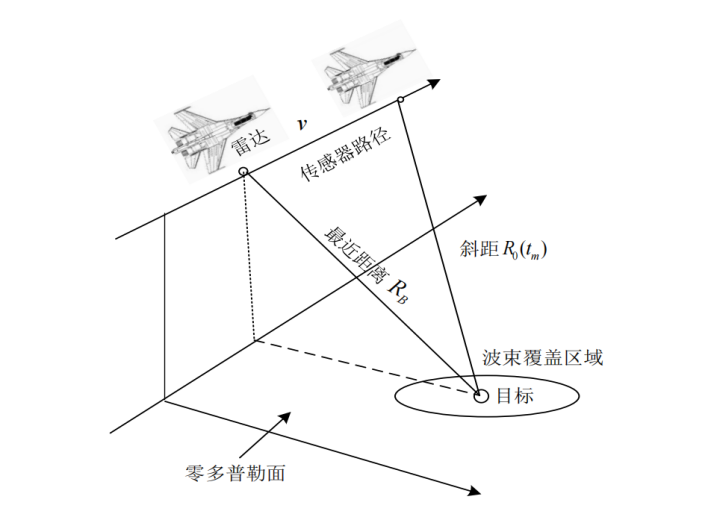 雷达
v
传感器路径
最近距离 R_B
斜距 R_0(t_m)
波束覆盖区域
目标
零多普勒面